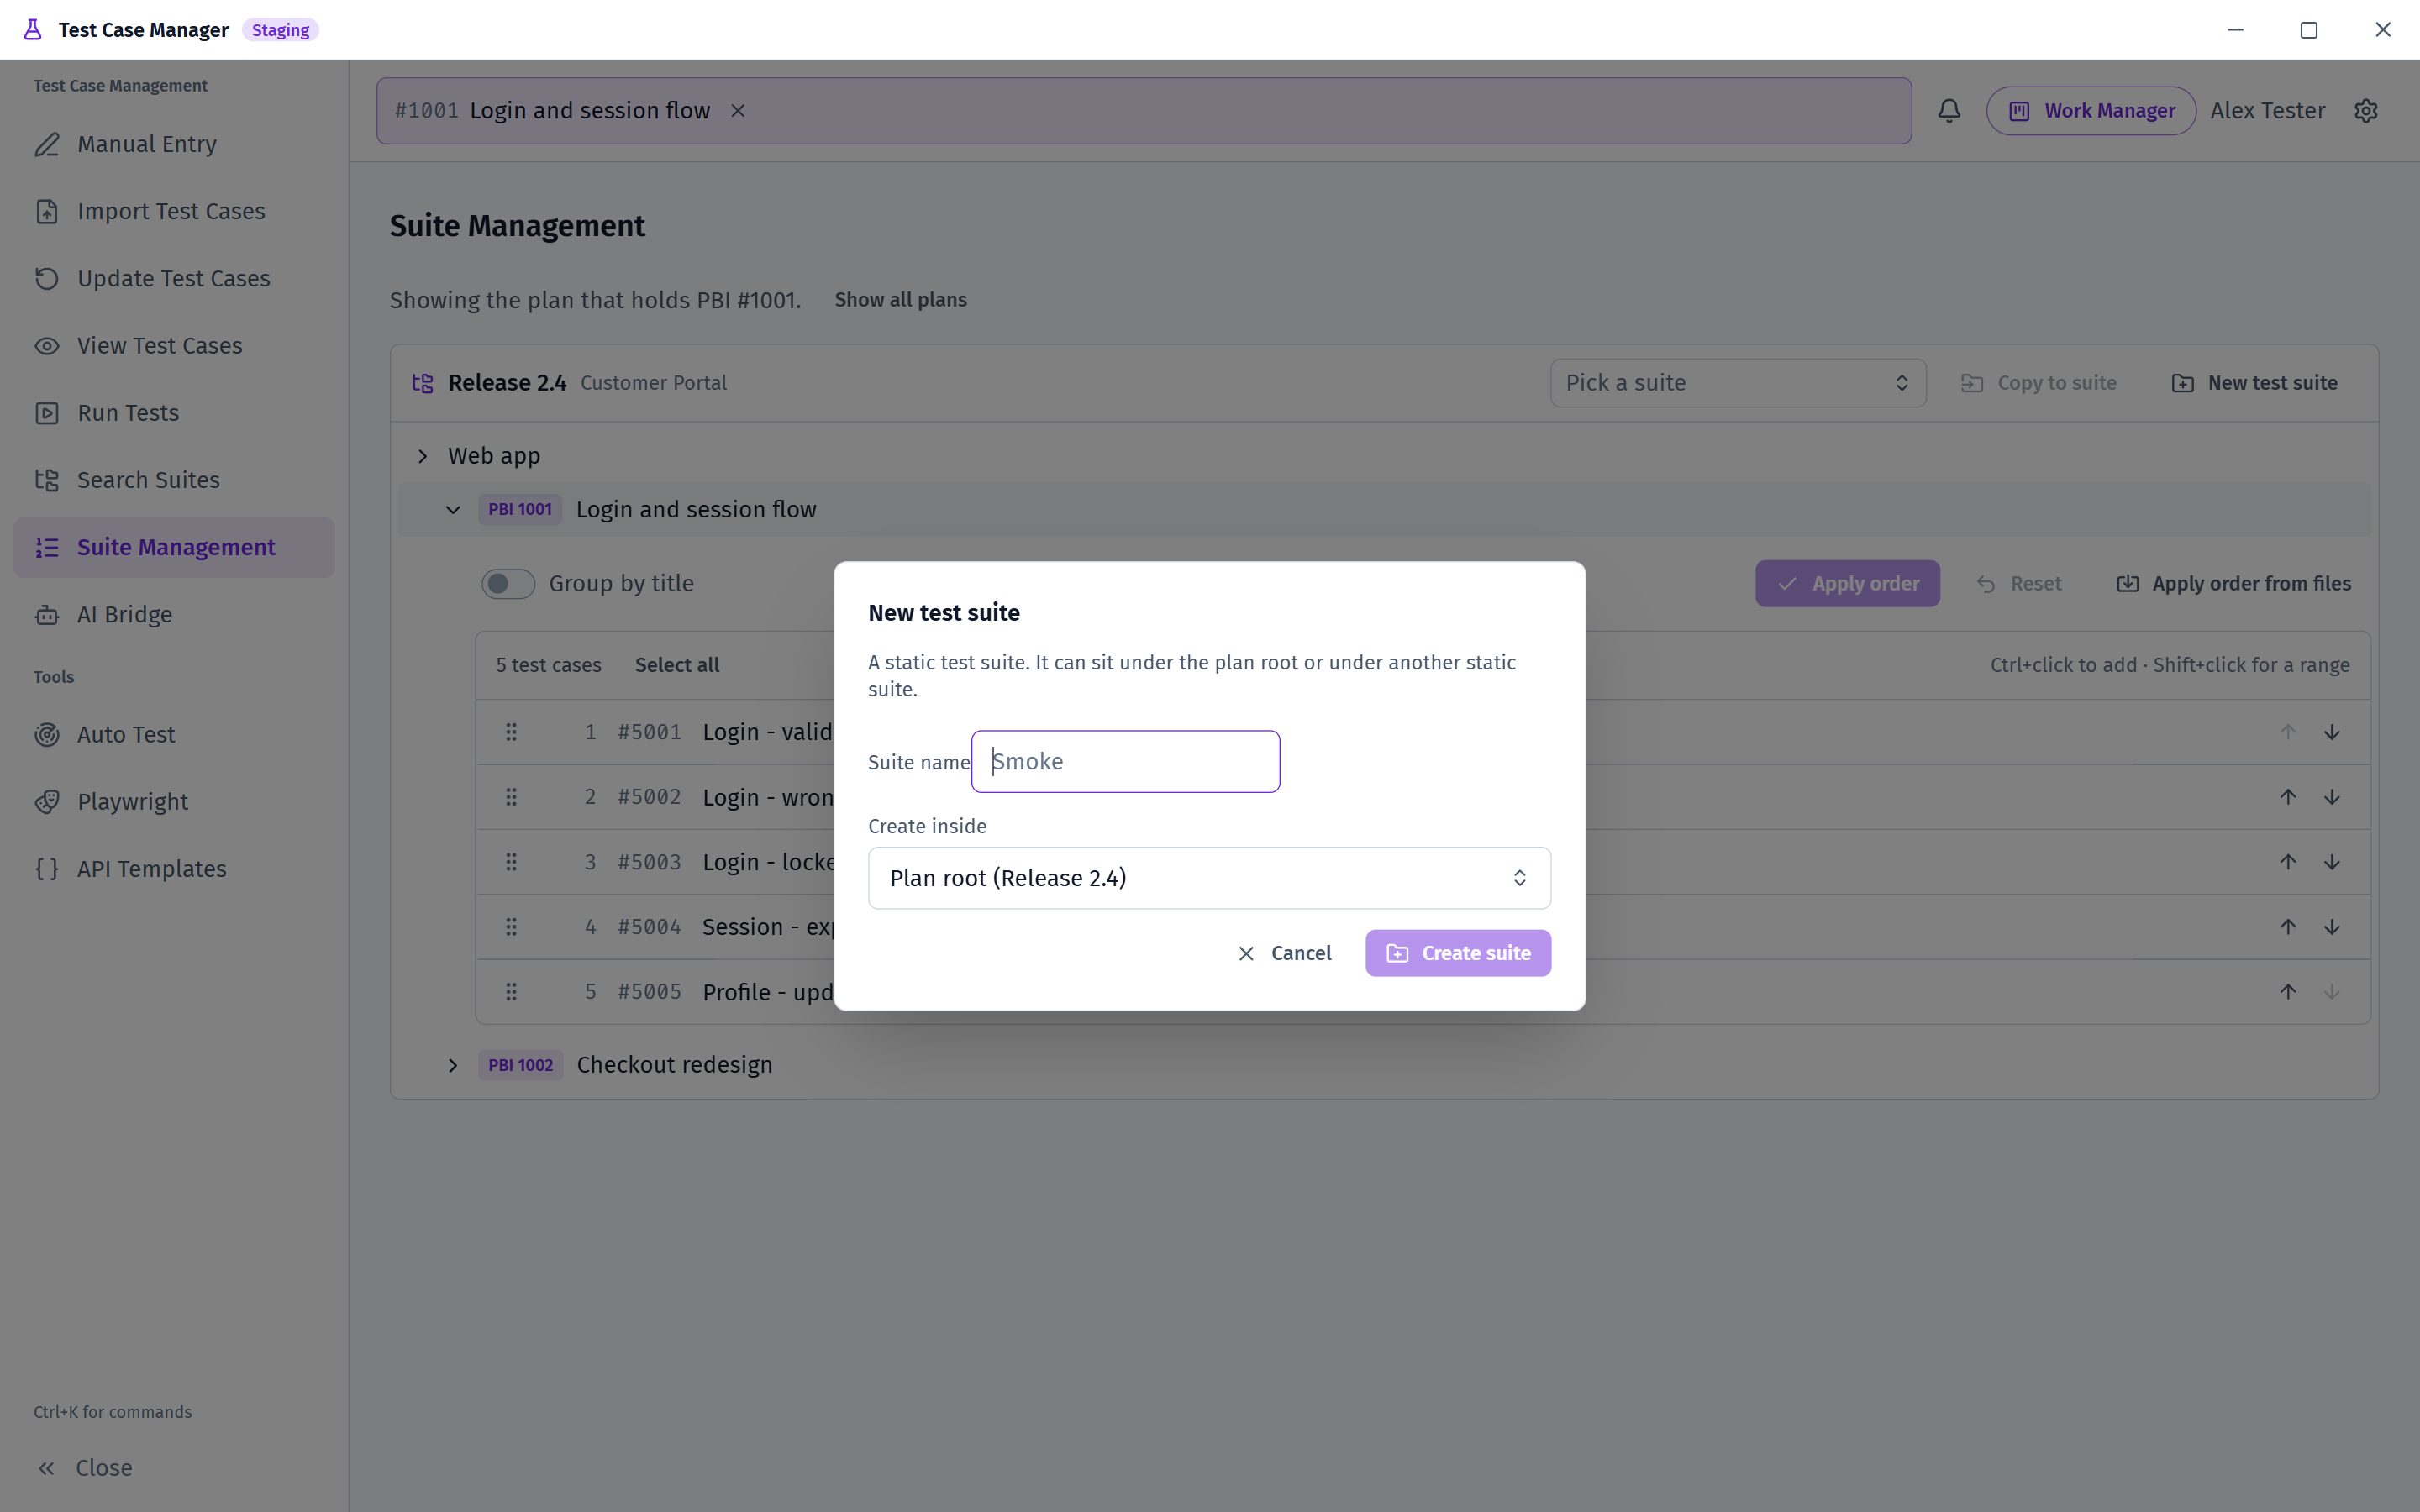 Test Case Manager Staging
Test Case Management
Manual Entry
Import Test Cases
Update Test Cases
View Test Cases
Run Tests
Search Suites
Suite Management
AI Bridge
Tools
Auto Test
Playwright
API Templates
Ctrl+K for commands
Close
#1001 Login and session flow
Work Manager
Alex Tester
Suite Management
Showing the plan that holds PBI #1001. Show all plans
Release 2.4 Customer Portal
Pick a suite
Copy to suite
New test suite
Web app
PBI 1001 Login and session flow
Group by title
Apply order
Reset
Apply order from files
5 test cases Select all
Ctrl+click to add · Shift+click for a range
1 #5001 Login - valid
2 #5002 Login - wron
3 #5003 Login - locke
4 #5004 Session - exp
5 #5005 Profile - upd
PBI 1002 Checkout redesign
New test suite
A static test suite. It can sit under the plan root or under another static
suite.
Suite name Smoke
Create inside
Plan root (Release 2.4)
Cancel
Create suite